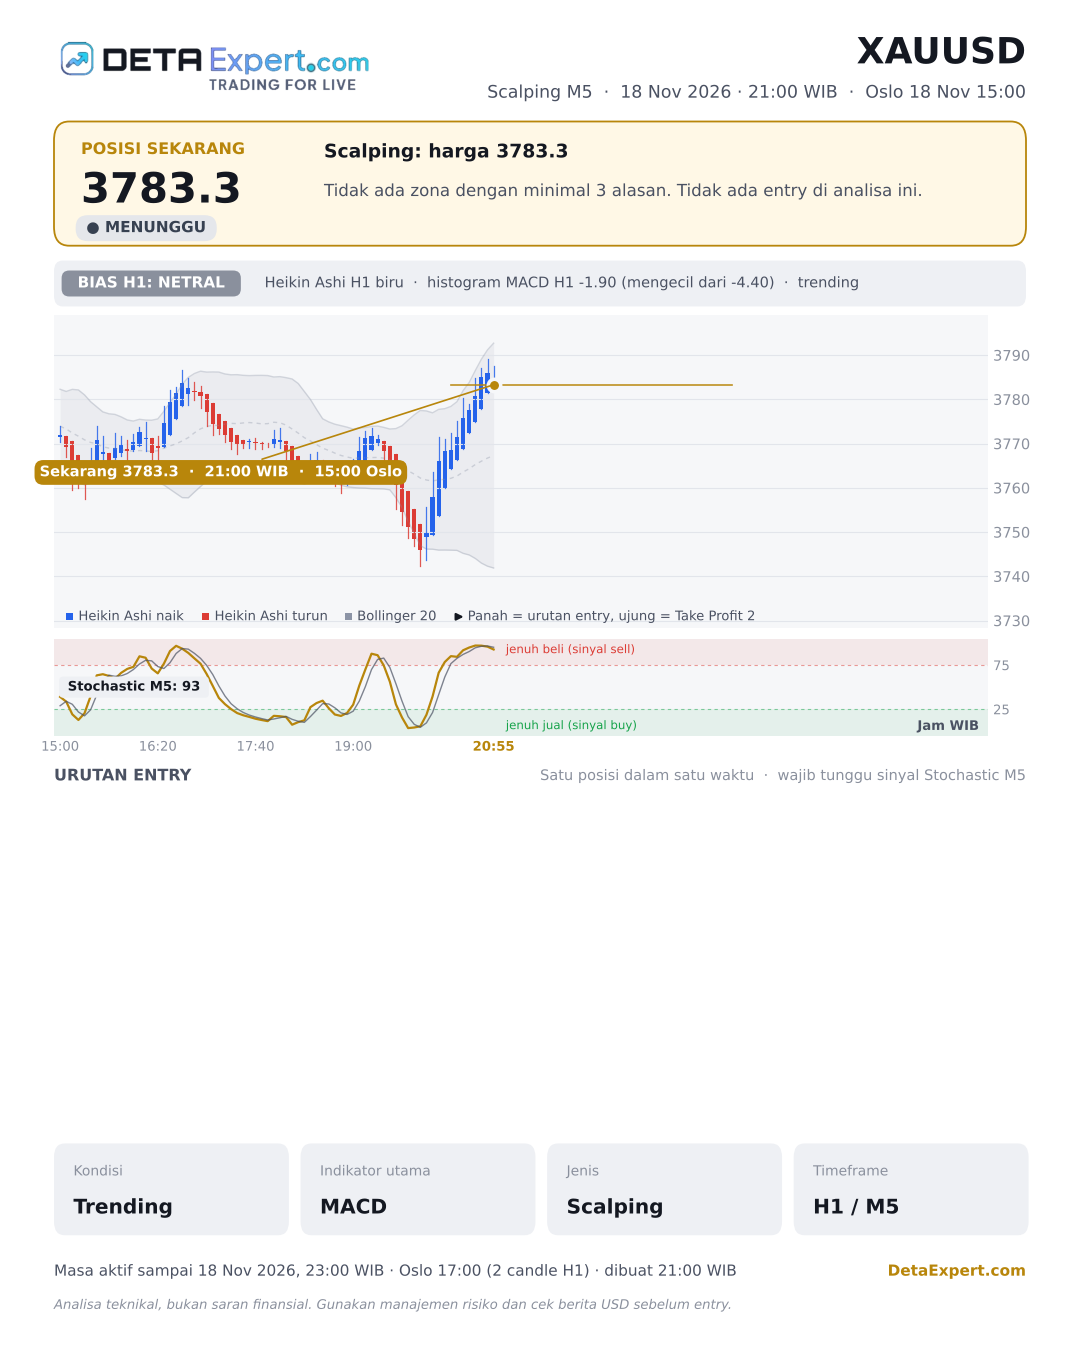 DETA Expert.com
TRADING FOR LIVE
XAUUSD
Scalping M5 · 18 Nov 2026 · 21:00 WIB · Oslo 18 Nov 15:00
POSISI SEKARANG
3783.3
● MENUNGGU
Scalping: harga 3783.3
Tidak ada zona dengan minimal 3 alasan. Tidak ada entry di analisa ini.
BIAS H1: NETRAL
Heikin Ashi H1 biru · histogram MACD H1 -1.90 (mengecil dari -4.40) · trending
3790
3780
3770
3760
3750
3740
3730
Sekarang 3783.3 · 21:00 WIB · 15:00 Oslo
Heikin Ashi naik
Heikin Ashi turun
Bollinger 20
Panah = urutan entry, ujung = Take Profit 2
jenuh beli (sinyal sell)
75
Stochastic M5: 93
25
jenuh jual (sinyal buy)
Jam WIB
15:00
16:20
17:40
19:00
20:55
URUTAN ENTRY
Satu posisi dalam satu waktu · wajib tunggu sinyal Stochastic M5
Kondisi
Trending
Indikator utama
MACD
Jenis
Scalping
Timeframe
H1 / M5
Masa aktif sampai 18 Nov 2026, 23:00 WIB · Oslo 17:00 (2 candle H1) · dibuat 21:00 WIB
DetaExpert.com
Analisa teknikal, bukan saran finansial. Gunakan manajemen risiko dan cek berita USD sebelum entry.